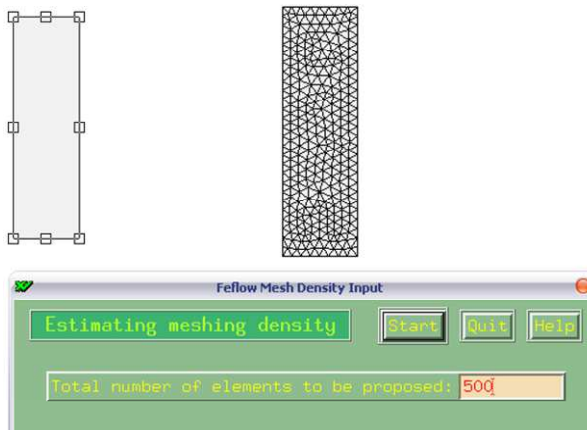 Feflow Mesh Density Input
Estimating meshing density Start Quit Help
Total number of elements to be proposed: 500